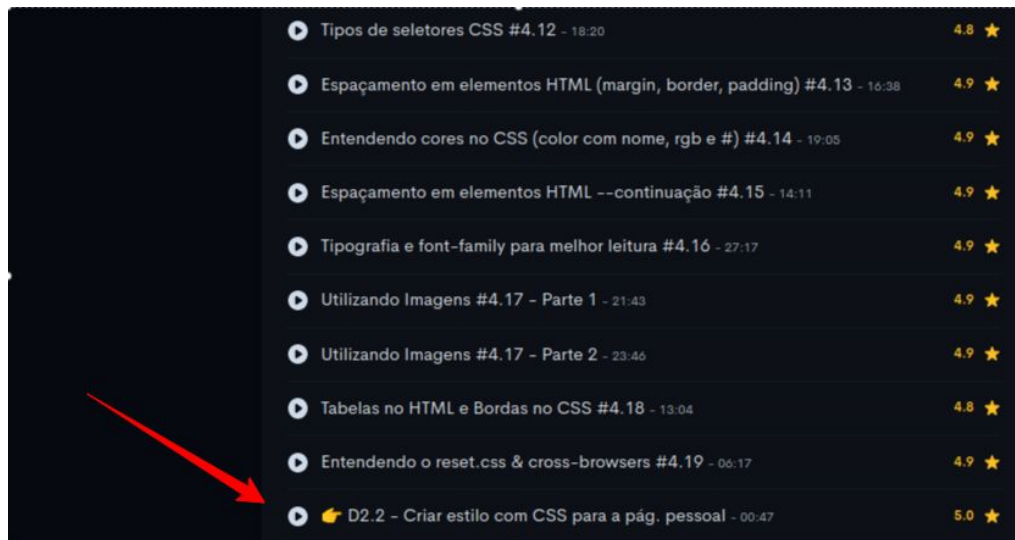 Tipos de seletores CSS #4.12 - 18:20 4.8
Espaçamento em elementos HTML (margin, border, padding) #4.13 - 16:38 4.9
Entendendo cores no CSS (color com nome, rgb e #) #4.14 - 19:05 4.9
Espaçamento em elementos HTML --continuação #4.15 - 14:11 4.9
Tipografia e font-family para melhor leitura #4.16 - 27:17 4.9
Utilizando Imagens #4.17 - Parte 1 - 21:43 4.9
Utilizando Imagens #4.17 - Parte 2 - 23:46 4.9
Tabelas no HTML e Bordas no CSS #4.18 - 13:04 4.8
Entendendo o reset.css & cross-browsers #4.19 - 06:17 4.9
👉 D2.2 - Criar estilo com CSS para a pág. pessoal - 00:47 5.0